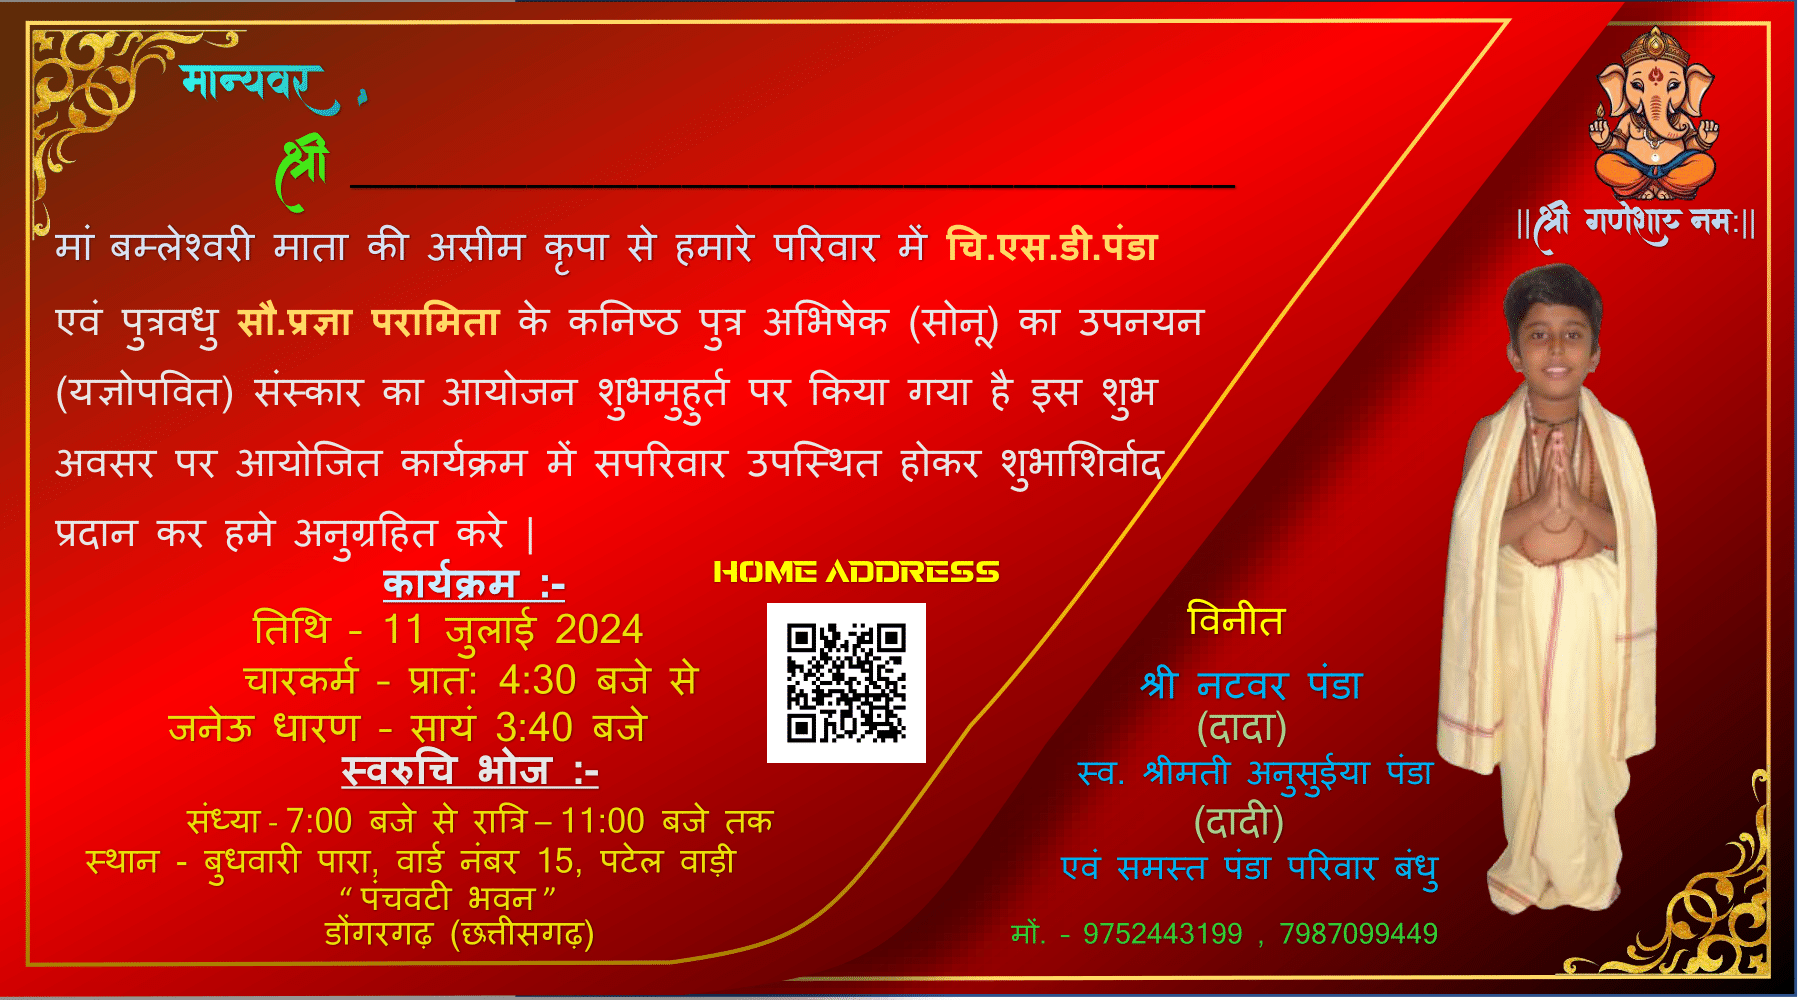 मान्यवर ,
श्री ________________
||श्री गणेशाय नम:||
मां बम्लेश्वरी माता की असीम कृपा से हमारे परिवार में चि.एस.डी.पंडा
एवं पुत्रवधु सौ.प्रज्ञा परामिता के कनिष्ठ पुत्र अभिषेक (सोनू) का उपनयन
(यज्ञोपवित) संस्कार का आयोजन शुभमुहुर्त पर किया गया है इस शुभ
अवसर पर आयोजित कार्यक्रम में सपरिवार उपस्थित होकर शुभाशिर्वाद
प्रदान कर हमे अनुग्रहित करे |
कार्यक्रम :-
तिथि - 11 जुलाई 2024
चारकर्म - प्रात: 4:30 बजे से
जनेऊ धारण - सायं 3:40 बजे
स्वरुचि भोज :-
संध्या - 7:00 बजे से रात्रि – 11:00 बजे तक
स्थान - बुधवारी पारा, वार्ड नंबर 15, पटेल वाड़ी
“ पंचवटी भवन ”
डोंगरगढ़ (छत्तीसगढ़)
HOME ADDRESS
विनीत
श्री नटवर पंडा
(दादा)
स्व. श्रीमती अनुसुईया पंडा
(दादी)
एवं समस्त पंडा परिवार बंधु
मों. - 9752443199 , 7987099449